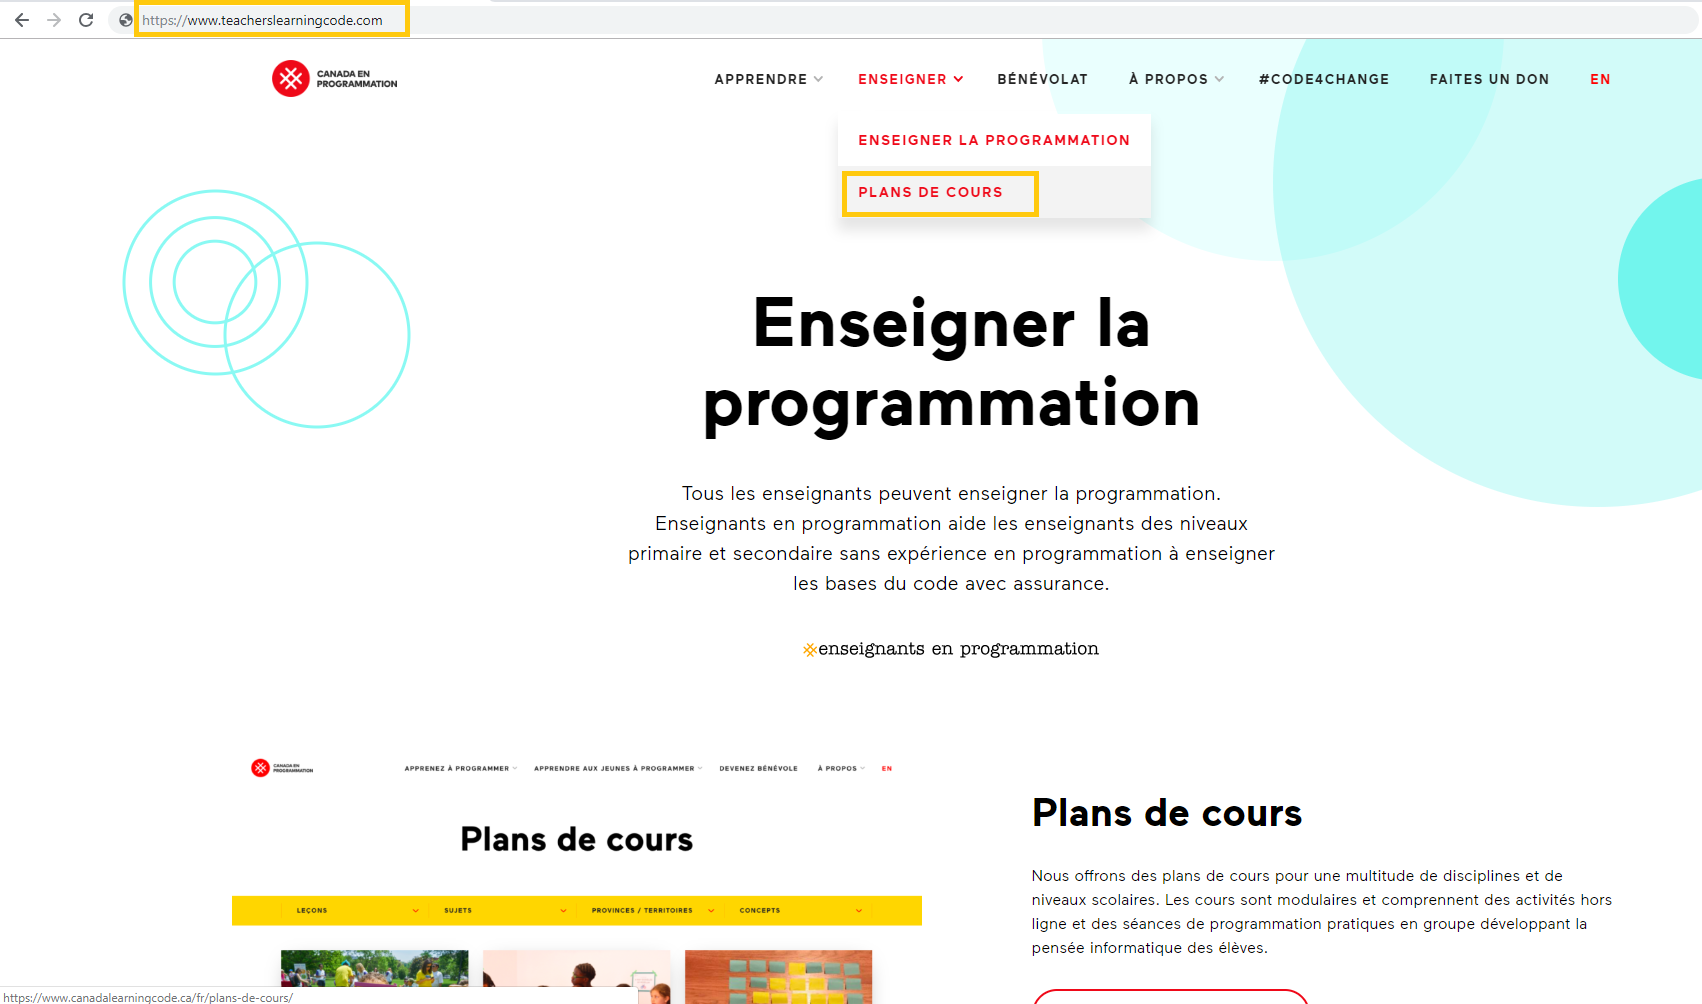 https://www.teacherslearningcode.com
CANADA EN
PROGRAMMATION
APPRENDRE
ENSEIGNER
BÉNÉVOLAT
À PROPOS
#CODE4CHANGE
FAITES UN DON
EN
ENSEIGNER LA PROGRAMMATION
PLANS DE COURS
Enseigner la
programmation
Tous les enseignants peuvent enseigner la programmation.
Enseignants en programmation aide les enseignants des niveaux
primaire et secondaire sans expérience en programmation à enseigner
les bases du code avec assurance.
enseignants en programmation
CANADA EN
PROGRAMMATION
APPRENEZ À PROGRAMMER
APPRENDRE AUX JEUNES À PROGRAMMER
DEVENEZ BÉNÉVOLE
À PROPOS
EN
Plans de cours
LEÇONS
SUJETS
PROVINCES / TERRITOIRES
CONCEPTS
Plans de cours
Nous offrons des plans de cours pour une multitude de disciplines et de
niveaux scolaires. Les cours sont modulaires et comprennent des activités hors
ligne et des séances de programmation pratiques en groupe développant la
pensée informatique des élèves.
https://www.canadalearningcode.ca/fr/plans-de-cours/